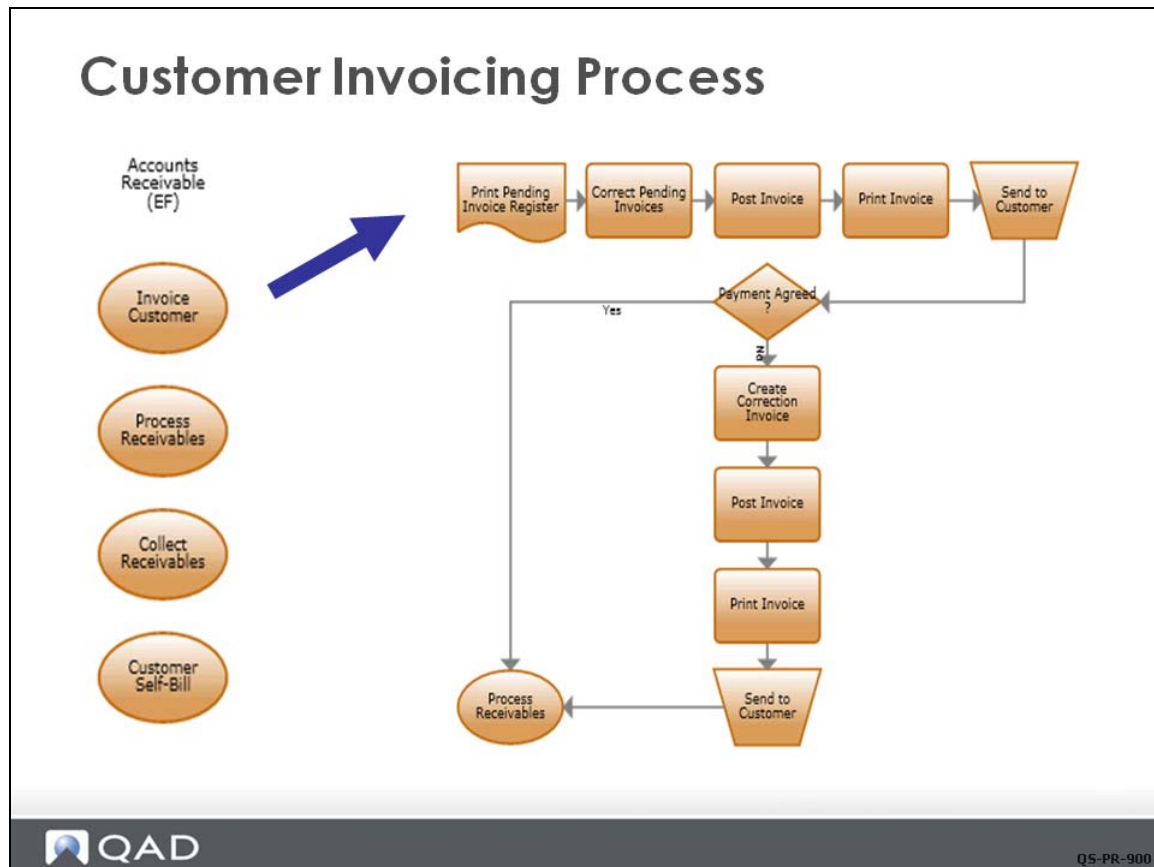 Customer Invoicing Process
Accounts
Receivable
(EF)
Invoice
Customer
Process
Receivables
Collect
Receivables
Customer
Self-Bill
Print Pending
Invoice Register
Correct Pending
Invoices
Post Invoice
Print Invoice
Send to
Customer
Payment Agreed
?
Yes
No
Create
Correction
Invoice
Post Invoice
Print Invoice
Send to
Customer
Process
Receivables
QAD
QS-PR-900